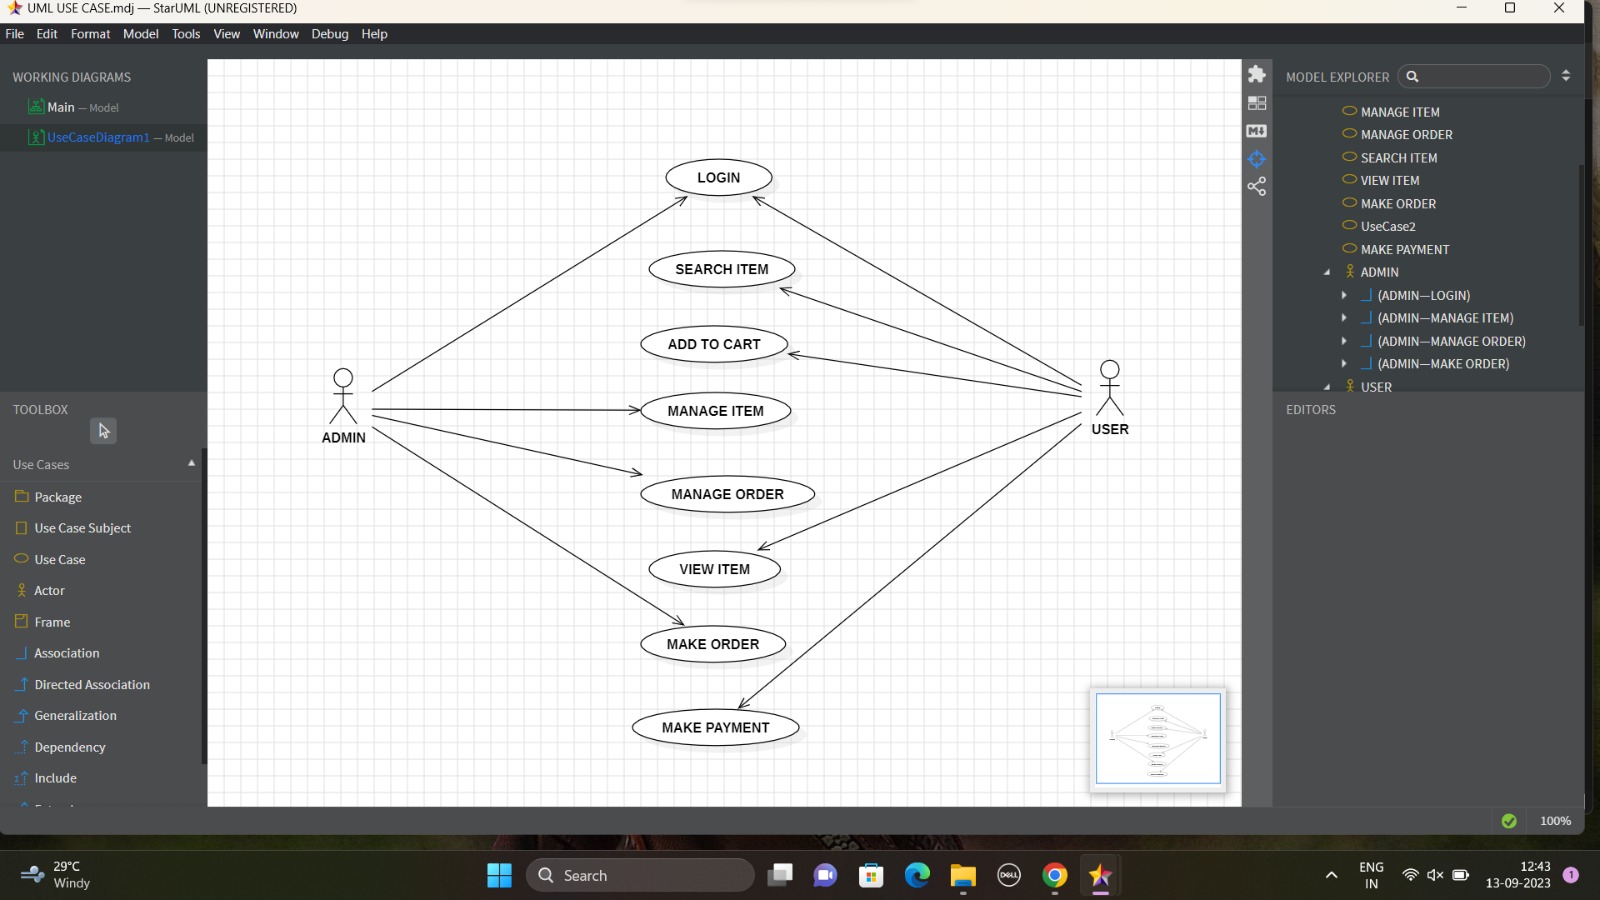 UML USE CASE.mdj — StarUML (UNREGISTERED)
File Edit Format Model Tools View Window Debug Help
WORKING DIAGRAMS
Main — Model
UseCaseDiagram1 — Model
TOOLBOX
Use Cases
Package
Use Case Subject
Use Case
Actor
Frame
Association
Directed Association
Generalization
Dependency
Include
LOGIN
SEARCH ITEM
ADD TO CART
MANAGE ITEM
MANAGE ORDER
VIEW ITEM
MAKE ORDER
MAKE PAYMENT
ADMIN
USER
MODEL EXPLORER
MANAGE ITEM
MANAGE ORDER
SEARCH ITEM
VIEW ITEM
MAKE ORDER
UseCase2
MAKE PAYMENT
ADMIN
(ADMIN—LOGIN)
(ADMIN—MANAGE ITEM)
(ADMIN—MANAGE ORDER)
(ADMIN—MAKE ORDER)
USER
EDITORS
100%
29°C
Windy
Search
DELL
ENG
IN
12:43
13-09-2023
1